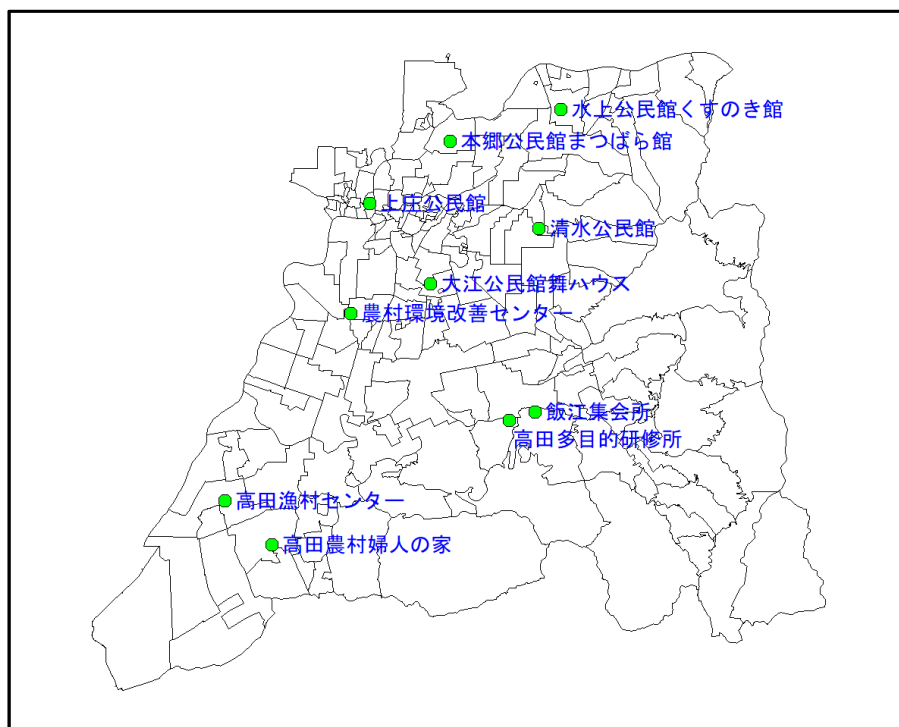 水上公民館くすのき館
本郷公民館まつばら館
上庄公民館
清水公民館
大江公民館舞ハウス
農村環境改善センター
飯江集会所
高田多目的研修所
高田漁村センター
高田農村婦人の家